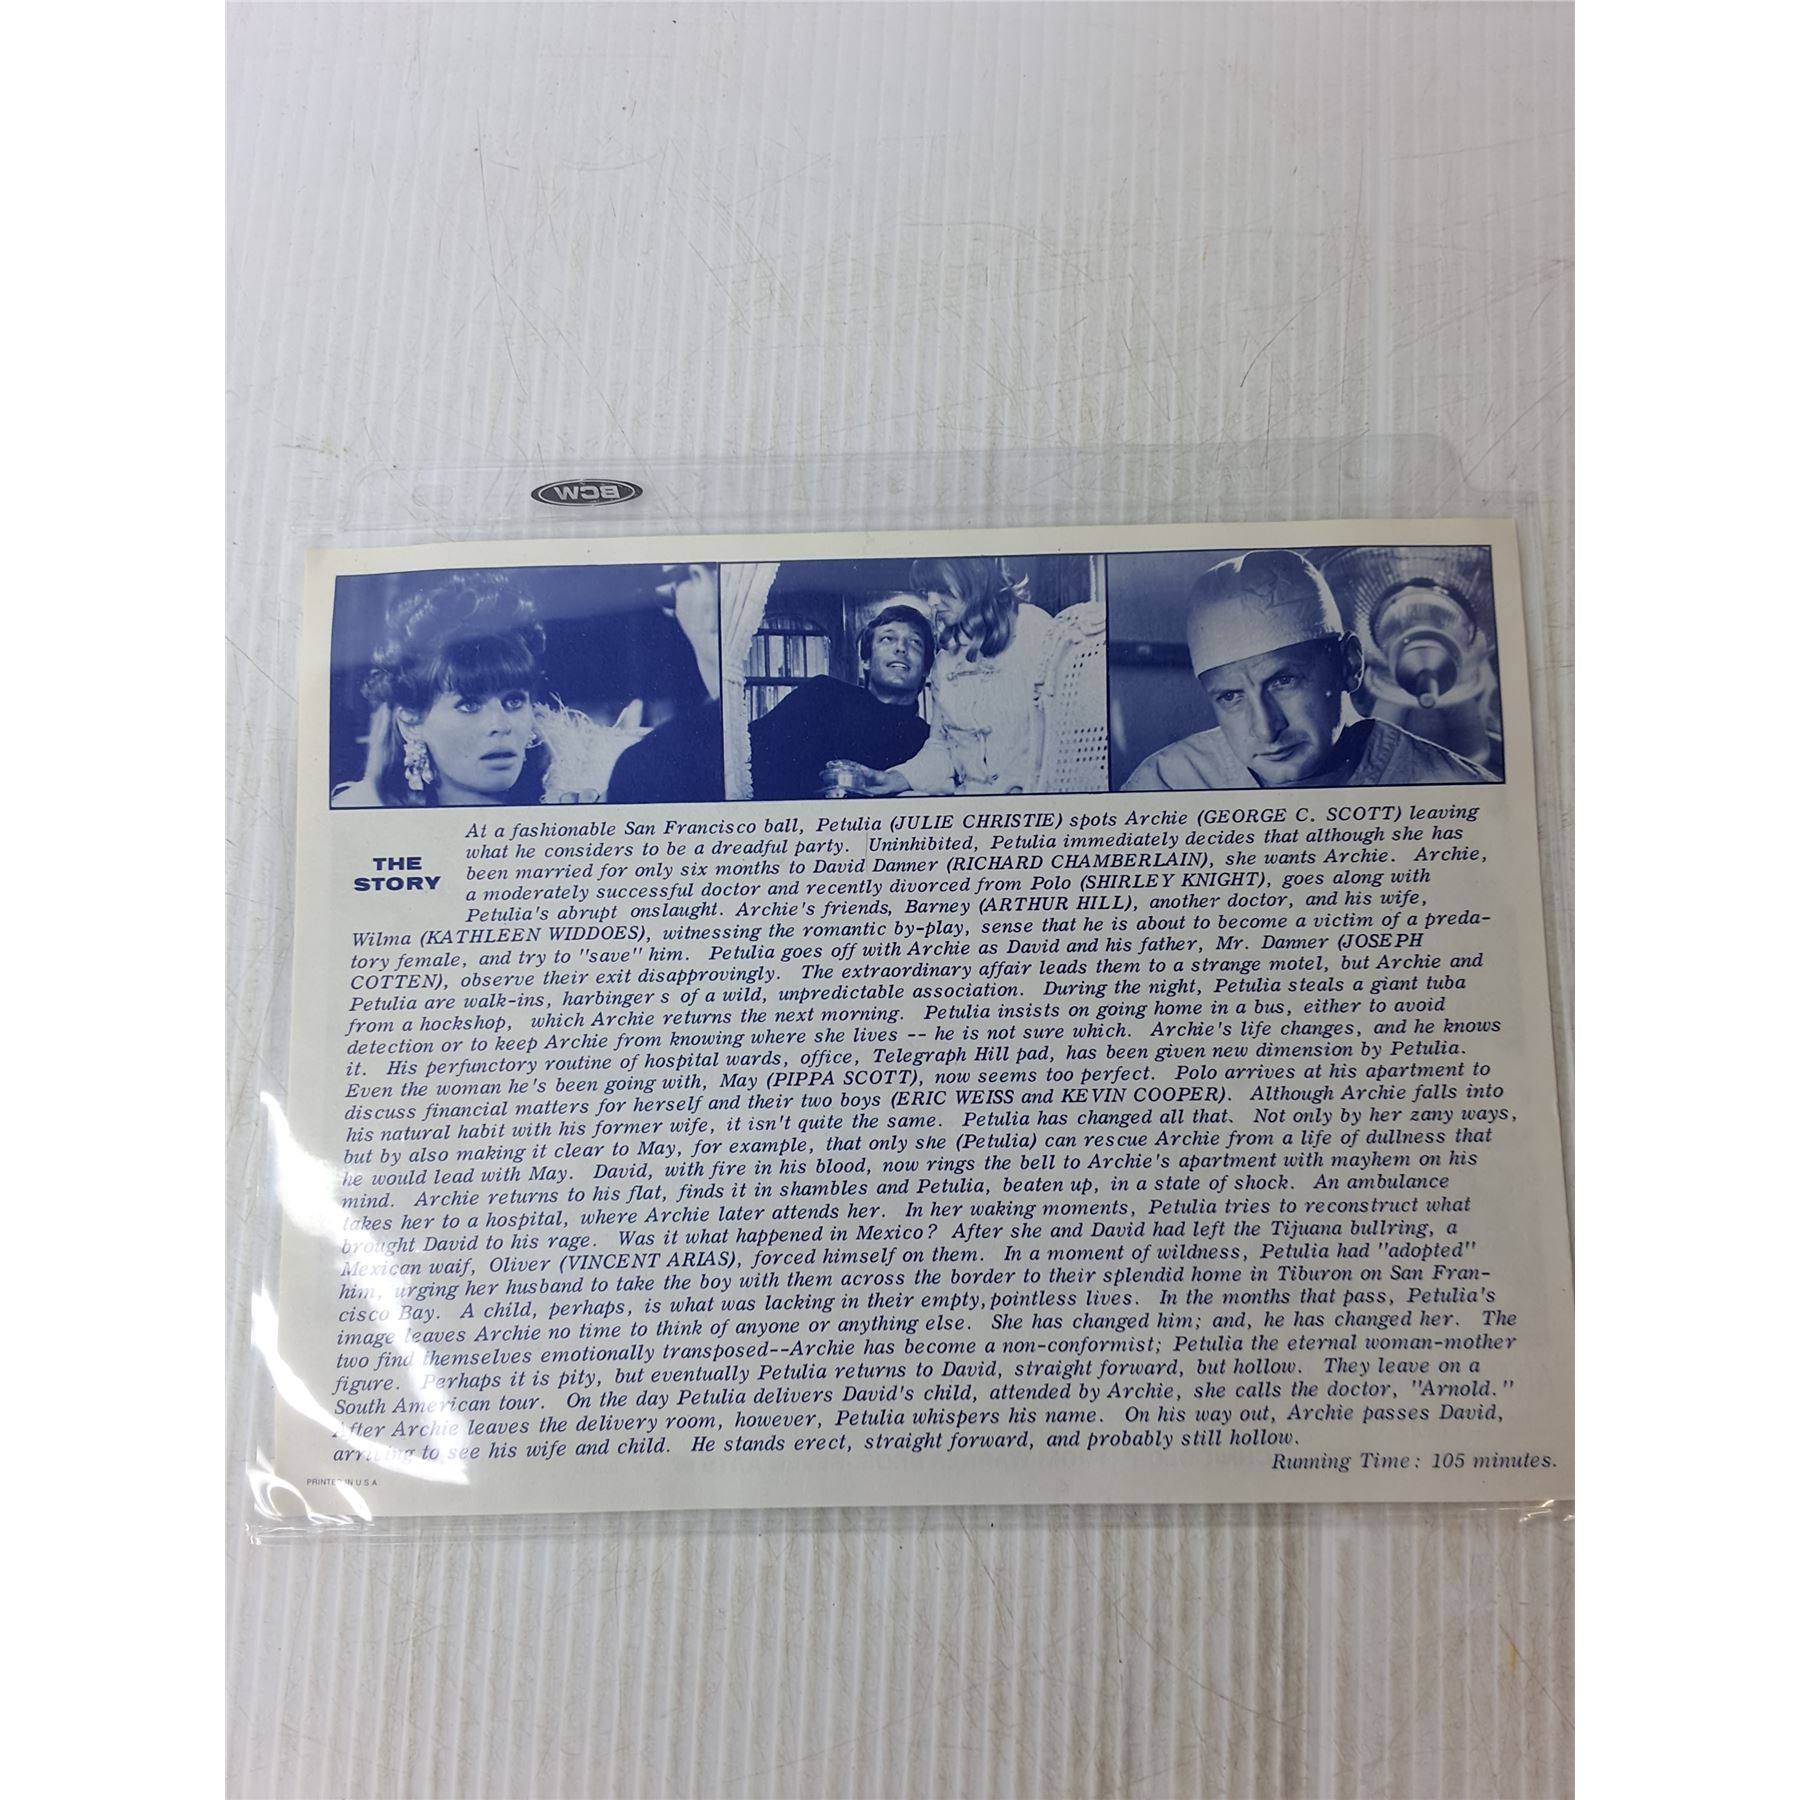 BCW
THE
STORY
At a fashionable San Francisco ball, Petulia (JULIE CHRISTIE) spots Archie (GEORGE C. SCOTT) leaving
what he considers to be a dreadful party. Uninhibited, Petulia immediately decides that although she has
been married for only six months to David Danner (RICHARD CHAMBERLAIN), she wants Archie. Archie,
a moderately successful doctor and recently divorced from Polo (SHIRLEY KNIGHT), goes along with
Petulia's abrupt onslaught. Archie's friends, Barney (ARTHUR HILL), another doctor, and his wife,
Wilma (KATHLEEN WIDDOES), witnessing the romantic by-play, sense that he is about to become a victim of a preda-
tory female, and try to "save" him. Petulia goes off with Archie as David and his father, Mr. Danner (JOSEPH
COTTEN), observe their exit disapprovingly. The extraordinary affair leads them to a strange motel, but Archie and
Petulia are walk-ins, harbinger s of a wild, unpredictable association. During the night, Petulia steals a giant tuba
from a hockshop, which Archie returns the next morning. Petulia insists on going home in a bus, either to avoid
detection or to keep Archie from knowing where she lives -- he is not sure which. Archie's life changes, and he knows
it. His perfunctory routine of hospital wards, office, Telegraph Hill pad, has been given new dimension by Petulia.
Even the woman he's been going with, May (PIPPA SCOTT), now seems too perfect. Polo arrives at his apartment to
discuss financial matters for herself and their two boys (ERIC WEISS and KEVIN COOPER). Although Archie falls into
his natural habit with his former wife, it isn't quite the same. Petulia has changed all that. Not only by her zany ways,
but by also making it clear to May, for example, that only she (Petulia) can rescue Archie from a life of dullness that
he would lead with May. David, with fire in his blood, now rings the bell to Archie's apartment with mayhem on his
mind. Archie returns to his flat, finds it in shambles and Petulia, beaten up, in a state of shock. An ambulance
takes her to a hospital, where Archie later attends her. In her waking moments, Petulia tries to reconstruct what
brought David to his rage. Was it what happened in Mexico? After she and David had left the Tijuana bullring, a
Mexican waif, Oliver (VINCENT ARIAS), forced himself on them. In a moment of wildness, Petulia had "adopted"
him, urging her husband to take the boy with them across the border to their splendid home in Tiburon on San Fran-
cisco Bay. A child, perhaps, is what was lacking in their empty, pointless lives. In the months that pass, Petulia's
image leaves Archie no time to think of anyone or anything else. She has changed him; and, he has changed her. The
two find themselves emotionally transposed--Archie has become a non-conformist; Petulia the eternal woman-mother
figure. Perhaps it is pity, but eventually Petulia returns to David, straight forward, but hollow. They leave on a
South American tour. On the day Petulia delivers David's child, attended by Archie, she calls the doctor, "Arnold."
After Archie leaves the delivery room, however, Petulia whispers his name. On his way out, Archie passes David,
arriving to see his wife and child. He stands erect, straight forward, and probably still hollow.
Running Time: 105 minutes.
PRINTED IN U S A